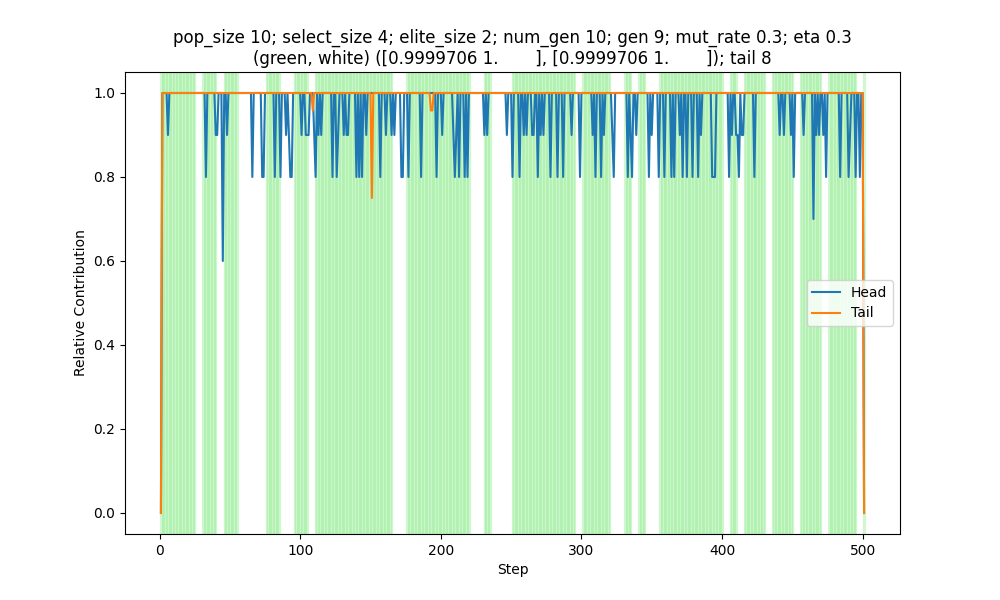 pop_size 10; select_size 4; elite_size 2; num_gen 10; gen 9; mut_rate 0.3; eta 0.3
(green, white) ([0.9999706 1.       ], [0.9999706 1.       ]); tail 8
1.0
0.8
0.6
0.4
0.2
0.0
Relative Contribution
Head
Tail
0
100
200
300
400
500
Step